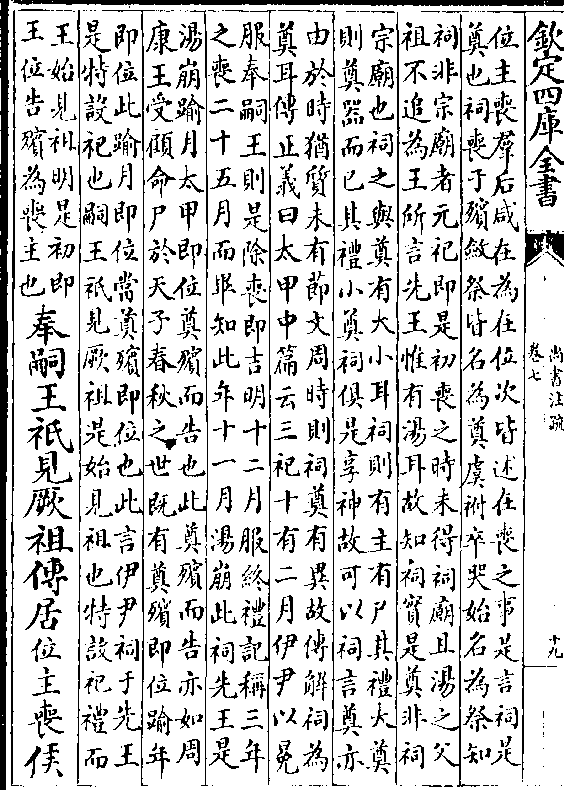 欽定四庫全書
尚書注疏
卷七
十九
位主喪羣后咸在為在位次皆述在喪之事是言祠是
奠也祠喪于殯斂祭皆名為奠虞祔卒哭始名為祭知
祠非宗廟者元祀即是初喪之時未得祠廟且湯之父
祖不追為王所言先王惟有湯耳故知祠實是奠非祠
宗廟也祠之與奠有大小耳祠則有主有尸其禮大奠
則奠器而已其禮小奠祠俱是享神故可以祠言奠亦
由於時猶質未有節文周時則祠奠有異故傳解祠為
奠耳傳正義曰太甲中篇云三祀十有二月伊尹以冕
服奉嗣王則是除喪即吉明十二月服終禮記稱三年
之喪二十五月而畢知此年十一月湯崩此祠先王是
湯崩踰月太甲即位奠殯而告也此奠殯而告亦如周
康王受顧命尸於天子春秋之世既有奠殯即位踰年
即位此踰月即位當奠殯即位也此言伊尹祠于先王
是特設祀也嗣王祇見厥祖是始見祖也特設祀禮而
王始見祖明是初即
王位告殯為喪主也
奉嗣王祇見厥祖傳居位主喪侯